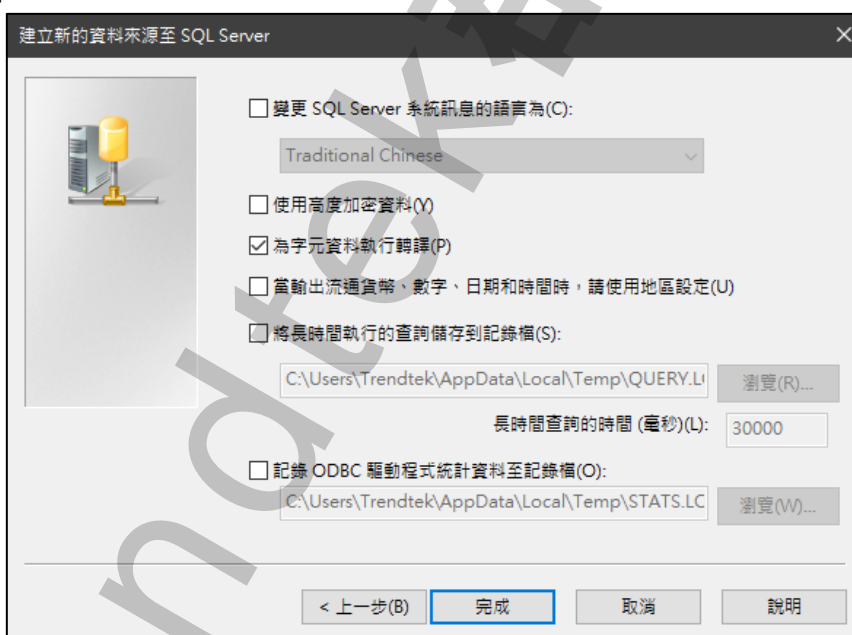 建立新的資料來源至 SQL Server
變更 SQL Server 系統訊息的語言為(C):
Traditional Chinese
使用高度加密資料(Y)
為字元資料執行轉譯(P)
當輸出流通貨幣、數字、日期和時間時，請使用地區設定(U)
將長時間執行的查詢儲存到記錄檔(S):
C:\Users\Trendtek\AppData\Local\Temp\QUERY.L
瀏覽(R)...
長時間查詢的時間 (毫秒)(L):
30000
記錄 ODBC 驅動程式統計資料至記錄檔(O):
C:\Users\Trendtek\AppData\Local\Temp\STATS.LC
瀏覽(W)...
< 上一步(B)
完成
取消
說明
ndtek